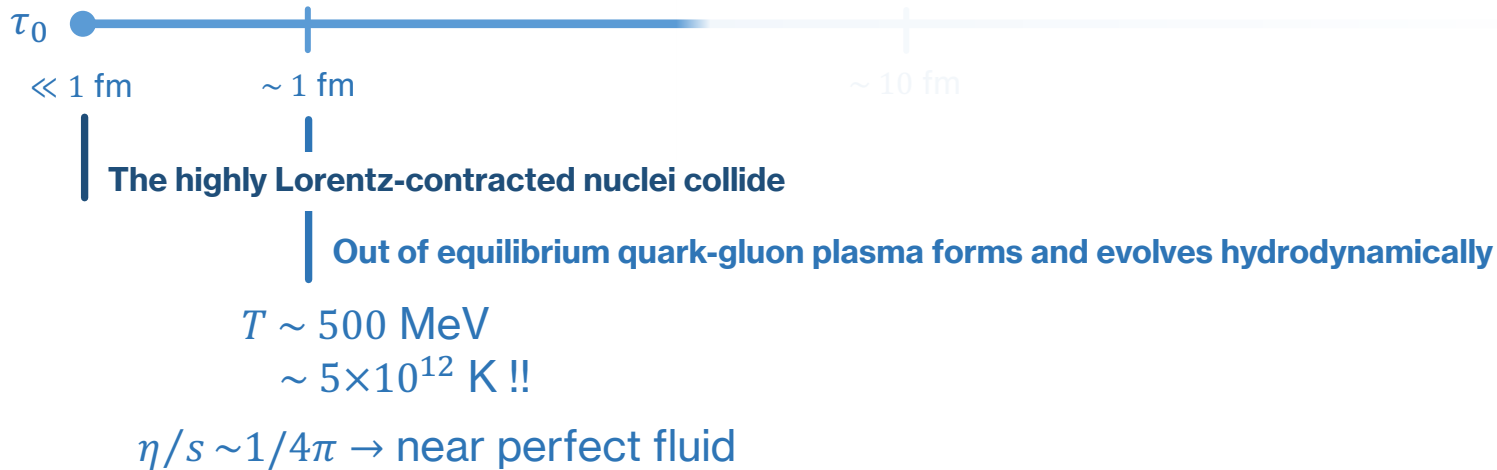 τ₀
≪ 1 fm ~ 1 fm ~ 10 fm
The highly Lorentz-contracted nuclei collide
Out of equilibrium quark-gluon plasma forms and evolves hydrodynamically
T ~ 500 MeV
~ 5×10¹² K !!
η/s ~1/4π → near perfect fluid